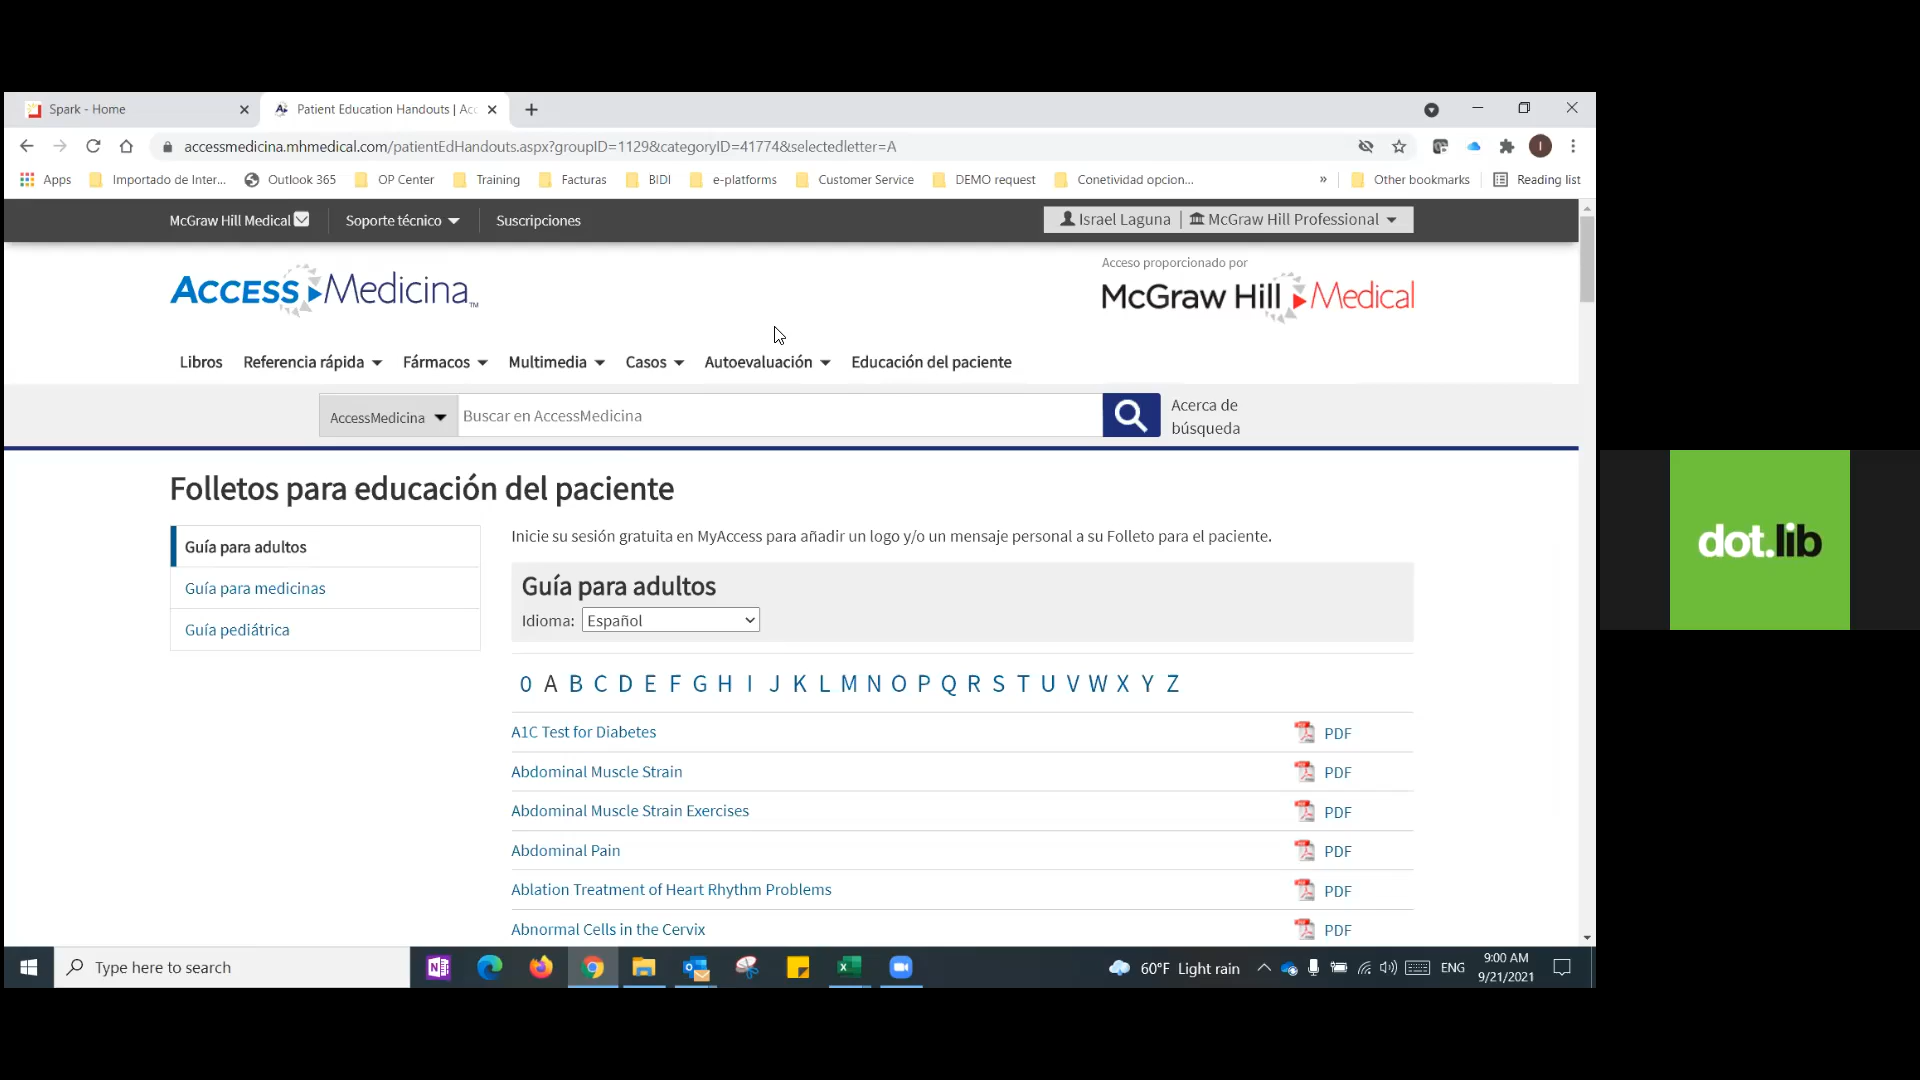 Spark - Home
Patient Education Handouts | Acc
accessmedicina.mhmedical.com/patientEdHandouts.aspx?groupID=1129&categoryID=41774&selectedletter=A
Apps Importado de Inter... Outlook 365 OP Center Training Facturas BIDI e-platforms Customer Service DEMO request Conetividad opcion... » Other bookmarks Reading list
McGraw Hill Medical Soporte técnico Suscripciones Israel Laguna | McGraw Hill Professional
ACCESS Medicina™
Acceso proporcionado por
McGraw Hill Medical
Libros Referencia rápida Fármacos Multimedia Casos Autoevaluación Educación del paciente
AccessMedicina Buscar en AccessMedicina
Acerca de
búsqueda
Folletos para educación del paciente
Guía para adultos
Guía para medicinas
Guía pediátrica
Inicie su sesión gratuita en MyAccess para añadir un logo y/o un mensaje personal a su Folleto para el paciente.
Guía para adultos
Idioma: Español
0 A B C D E F G H I J K L M N O P Q R S T U V W X Y Z
A1C Test for Diabetes PDF
Abdominal Muscle Strain PDF
Abdominal Muscle Strain Exercises PDF
Abdominal Pain PDF
Ablation Treatment of Heart Rhythm Problems PDF
Abnormal Cells in the Cervix PDF
dot.lib
Type here to search
60°F Light rain ENG
9:00 AM
9/21/2021